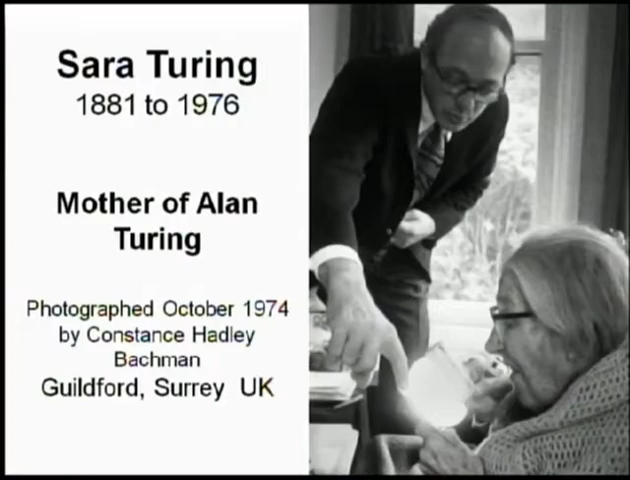 Sara Turing
1881 to 1976
Mother of Alan
Turing
Photographed October 1974
by Constance Hadley
Bachman
Guildford, Surrey UK